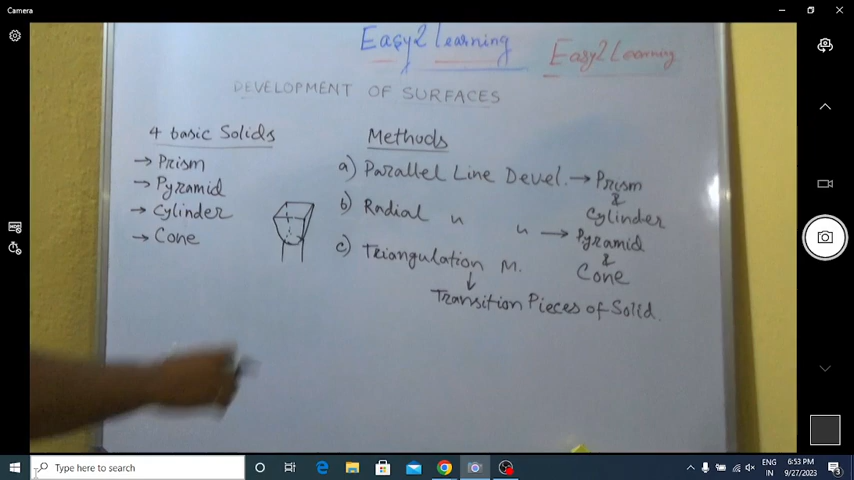 Camera
Easy2 learning
Easy2 Learning
DEVELOPMENT OF SURFACES
4 basic Solids
→ Prism
→ Pyramid
→ Cylinder
→ Cone
Methods
a) Parallel Line Devel. → Prism
&
Cylinder
b) Radial " " → Pyramid
&
Cone
c) Triangulation M.
↓
Transition Pieces of Solid.
Type here to search
ENG
IN
6:53 PM
9/27/2023
3